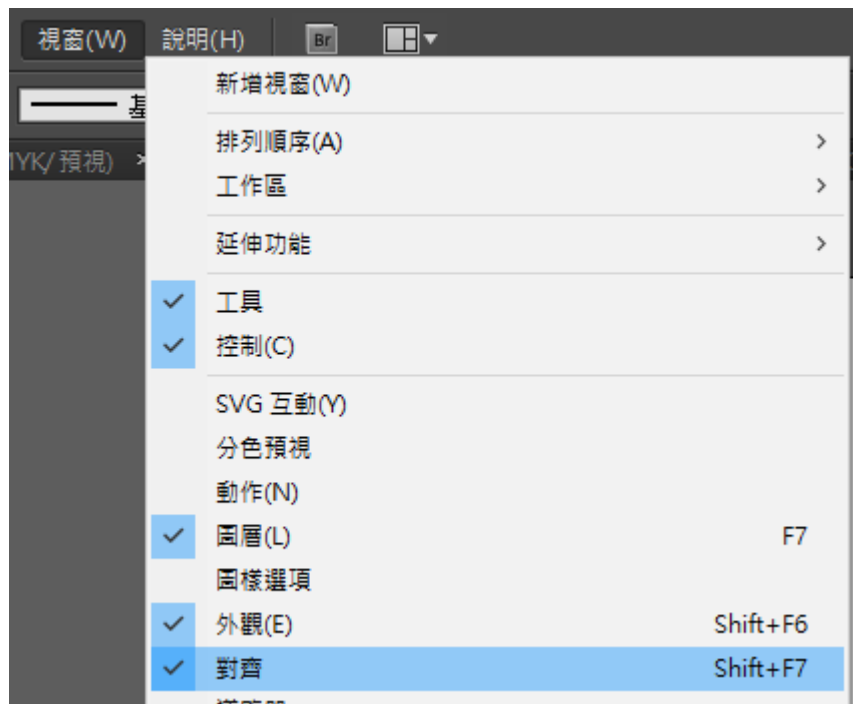 視窗(W) 說明(H) Br
新增視窗(W)
排列順序(A)
MYK/預視) ×
工作區
延伸功能
工具
控制(C)
SVG 互動(Y)
分色預視
動作(N)
圖層(L) F7
圖樣選項
外觀(E) Shift+F6
對齊 Shift+F7